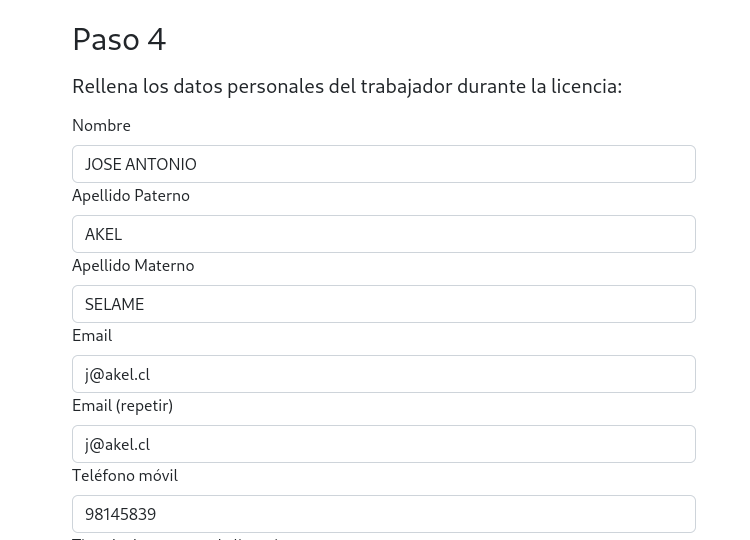 Paso 4
Rellena los datos personales del trabajador durante la licencia:
Nombre
JOSE ANTONIO
Apellido Paterno
AKEL
Apellido Materno
SELAME
Email
j@akel.cl
Email (repetir)
j@akel.cl
Teléfono móvil
98145839